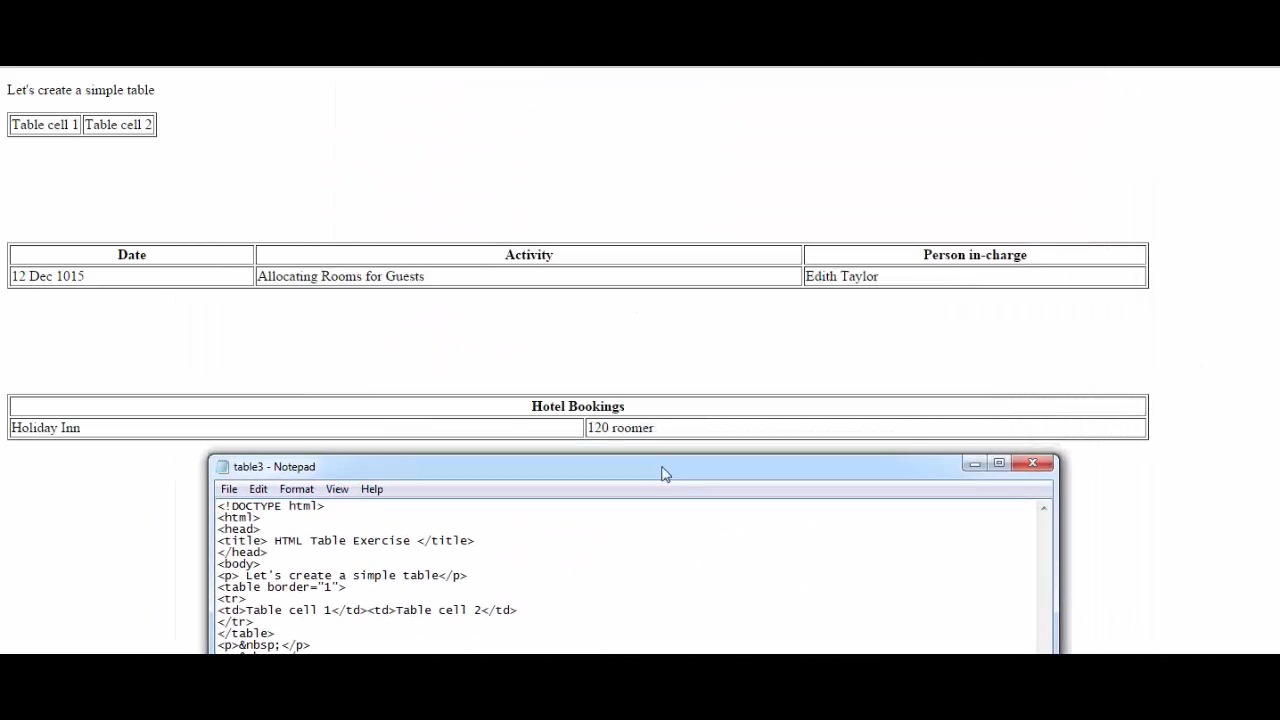 Let's create a simple table
Table cell 1 Table cell 2
Date Activity Person in-charge
12 Dec 1015 Allocating Rooms for Guests Edith Taylor
Hotel Bookings
Holiday Inn 120 roomer
table3 - Notepad
File Edit Format View Help
<!DOCTYPE html>
<html>
<head>
<title> HTML Table Exercise </title>
</head>
<body>
<p> Let's create a simple table</p>
<table border="1">
<tr>
<td>Table cell 1</td><td>Table cell 2</td>
</tr>
</table>
<p>&nbsp;</p>